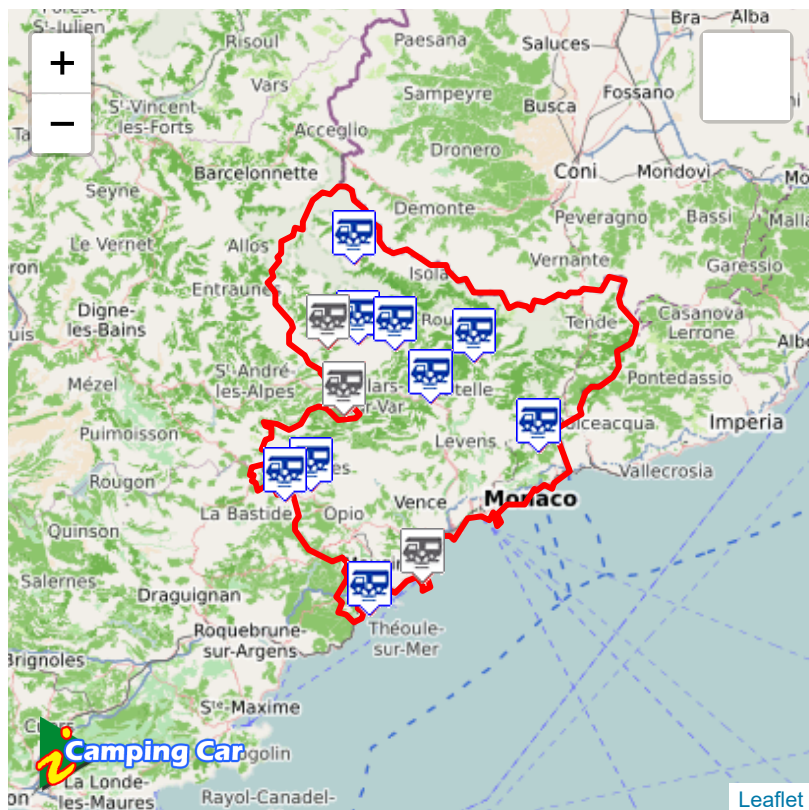 St-Julien
Bra
Alba
Risoul
Paesana
Saluces
+
Vars
Sampeyre
Fossano
St-Vincent-
les-Forts
Busca
−
Acceglio
Dronero
Barcelonnette
Coni
Mondovi
Seyne
Demonte
Peveragno
Bassi
Le Vernet
Allos
Isola
Vernante
Garessio
Entraunes
Digne-
les-Bains
Tende
Casanova
Lerrone
St-André-
les-Alpes
Mézel
Pontedassio
Puimoisson
Imperia
Levens
Vallecrosia
Rougon
Vence
Monaco
La Bastide
Opio
Quinson
Salernes
Draguignan
Roquebrune-
sur-Argens
Théoule-
sur-Mer
Brignoles
Ste-Maxime
Cuers
i Camping Car
La Londe-
les-Maures
Rayol-Canadel-
Leaflet